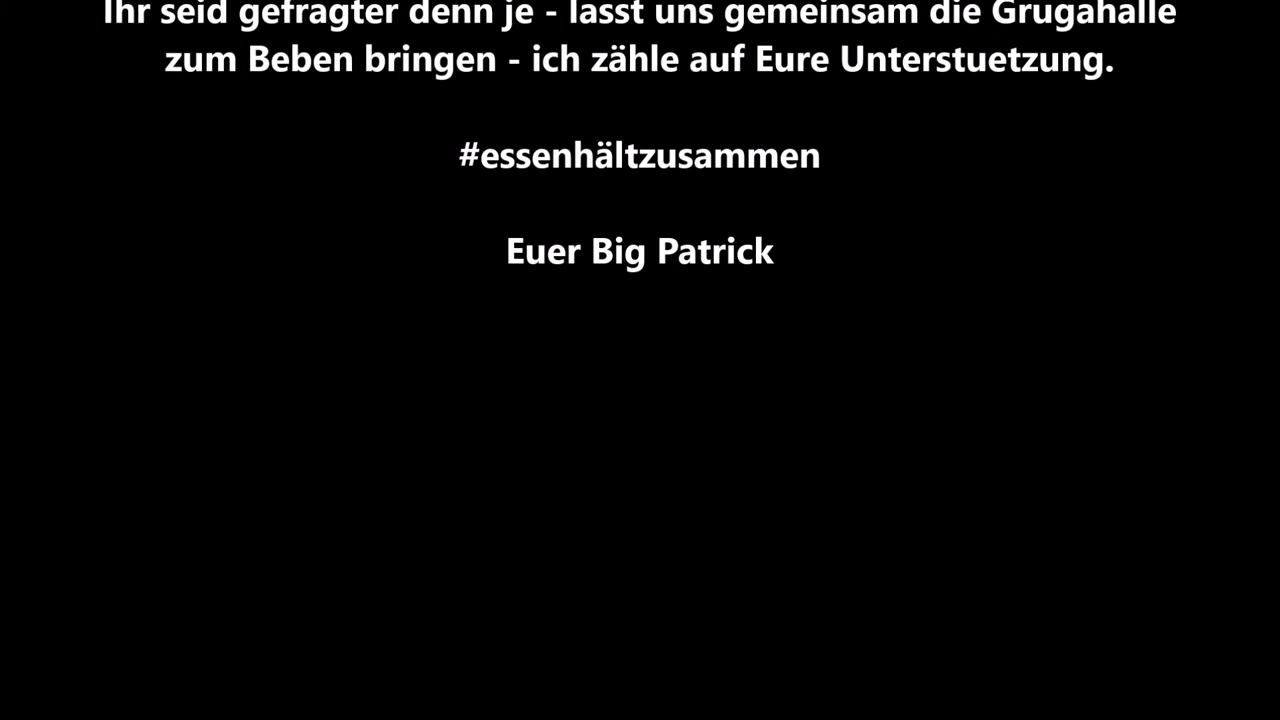 Ihr seid gefragter denn je - lasst uns gemeinsam die Grugahalle
zum Beben bringen - ich zähle auf Eure Unterstuetzung.
#essenhältzusammen
Euer Big Patrick